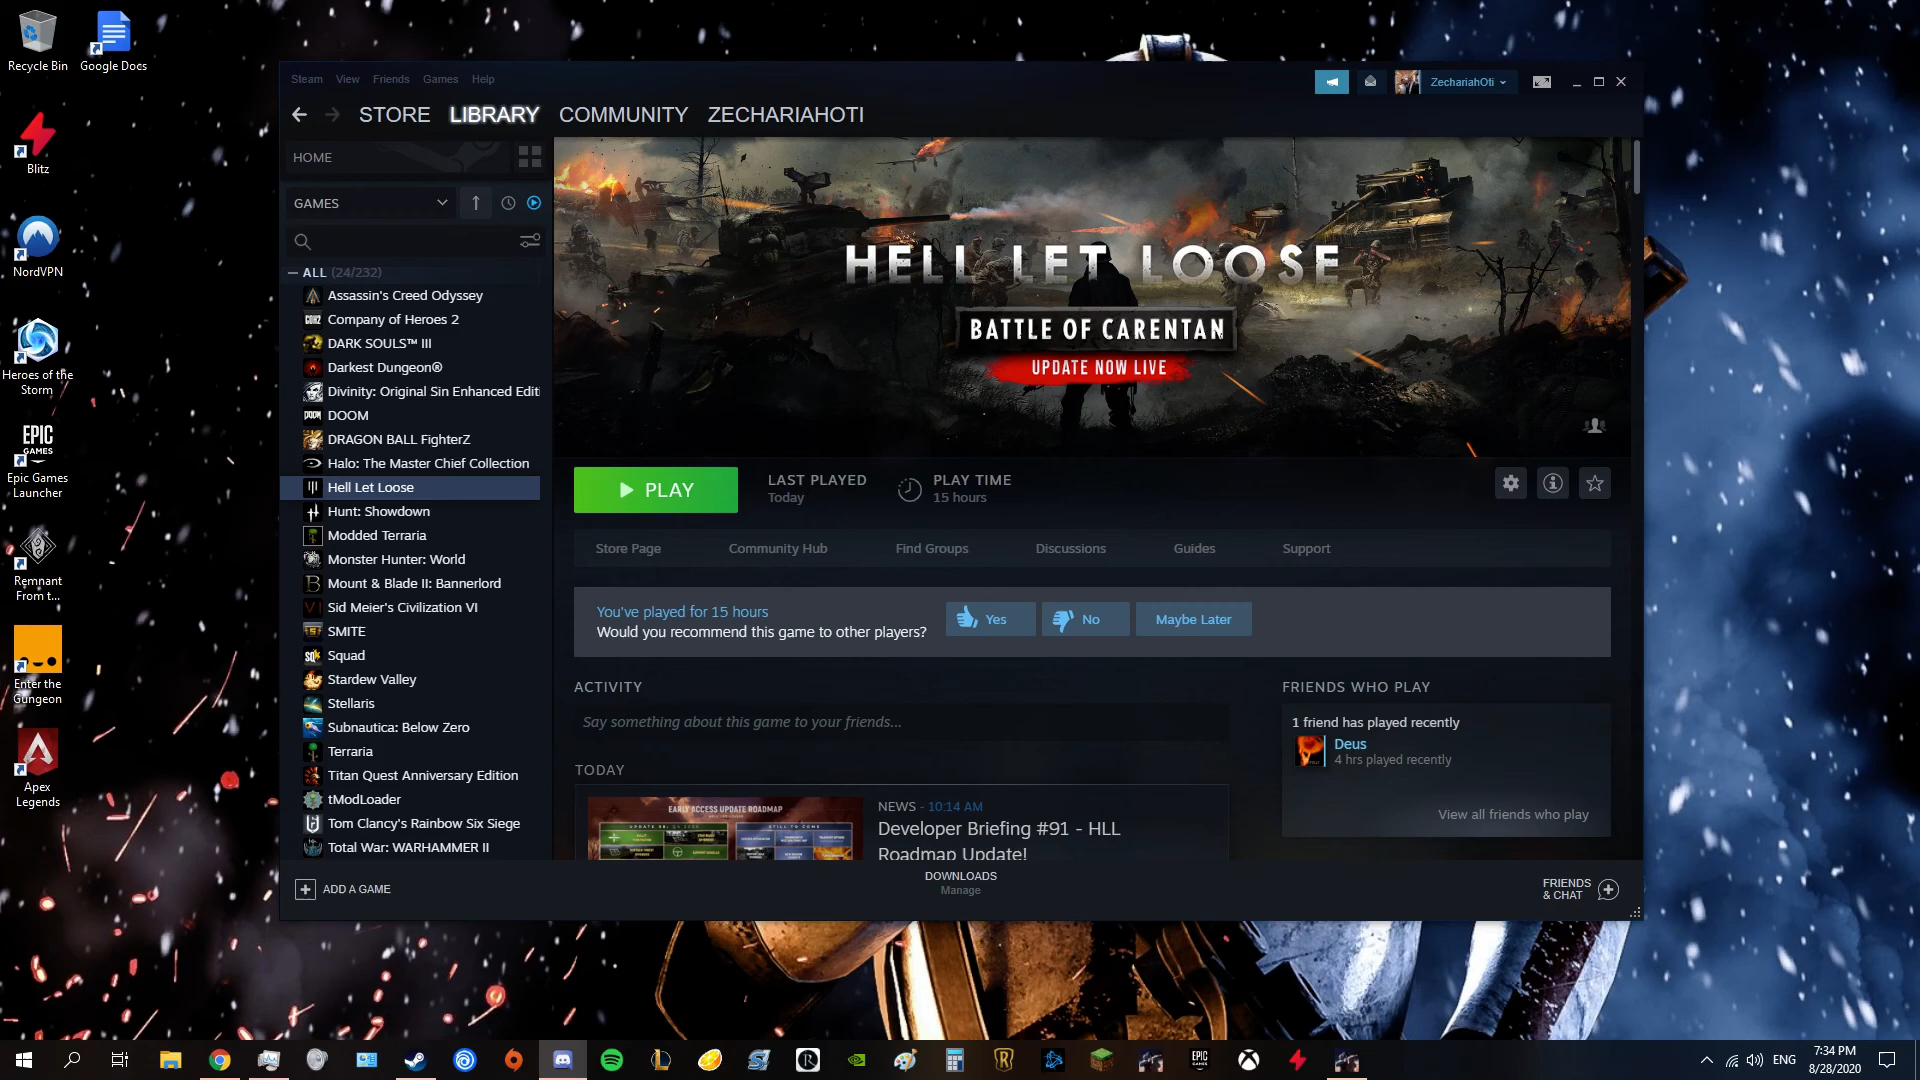 Recycle Bin
Google Docs
Blitz
NordVPN
Heroes of the
Storm
EPIC
GAMES
Epic Games
Launcher
Remnant
From t...
Enter the
Gungeon
Apex
Legends
Steam View Friends Games Help
ZechariahOti
STORE LIBRARY COMMUNITY ZECHARIAHOTI
HOME
GAMES
ALL (24/232)
Assassin's Creed Odyssey
Company of Heroes 2
DARK SOULS™ III
Darkest Dungeon®
Divinity: Original Sin Enhanced Editi
DOOM
DRAGON BALL FighterZ
Halo: The Master Chief Collection
Hell Let Loose
Hunt: Showdown
Modded Terraria
Monster Hunter: World
Mount & Blade II: Bannerlord
Sid Meier's Civilization VI
SMITE
Squad
Stardew Valley
Stellaris
Subnautica: Below Zero
Terraria
Titan Quest Anniversary Edition
tModLoader
Tom Clancy's Rainbow Six Siege
Total War: WARHAMMER II
HELL LET LOOSE
BATTLE OF CARENTAN
UPDATE NOW LIVE
PLAY
LAST PLAYED
Today
PLAY TIME
15 hours
Store Page Community Hub Find Groups Discussions Guides Support
You've played for 15 hours
Would you recommend this game to other players?
Yes No Maybe Later
ACTIVITY
Say something about this game to your friends...
TODAY
EARLY ACCESS UPDATE ROADMAP
NEWS - 10:14 AM
Developer Briefing #91 - HLL
Roadmap Update!
FRIENDS WHO PLAY
1 friend has played recently
Deus
4 hrs played recently
View all friends who play
ADD A GAME
DOWNLOADS
Manage
FRIENDS
& CHAT
ENG
7:34 PM
8/28/2020